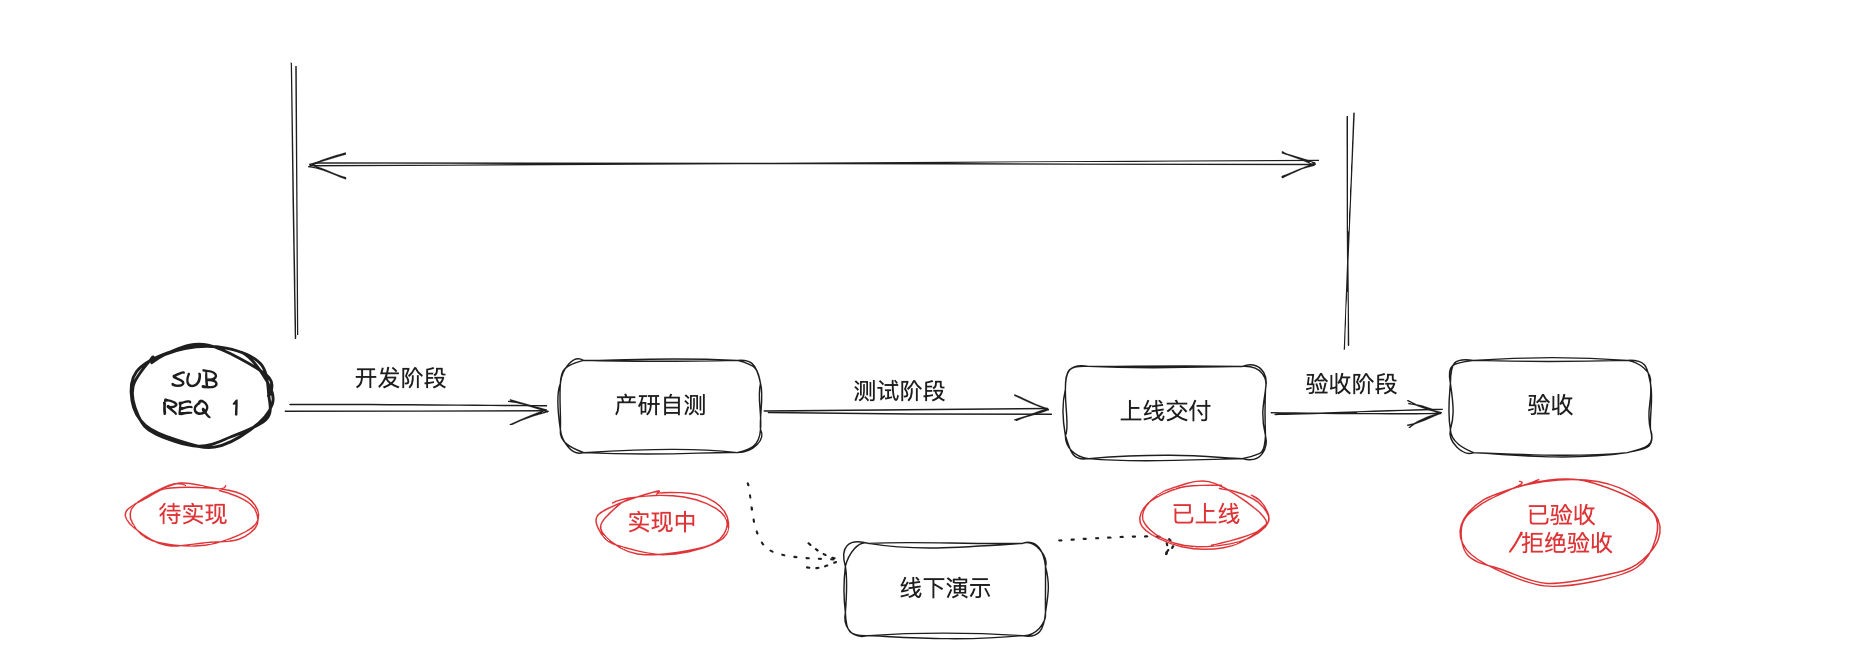 SUB
REQ 1
开发阶段
产研自测
测试阶段
上线交付
验收阶段
验收
待实现
实现中
已上线
已验收
/拒绝验收
线下演示